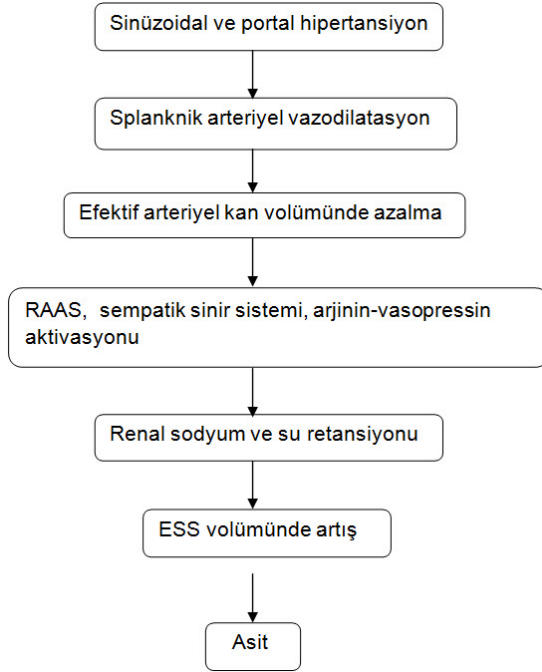 Sinüzoidal ve portal hipertansiyon
Splanknik arteriyel vazodilatasyon
Efektif arteriyel kan volümünde azalma
RAAS, sempatik sinir sistemi, arjinin-vasopressin
aktivasyonu
Renal sodyum ve su retansiyonu
ESS volümünde artış
Asit